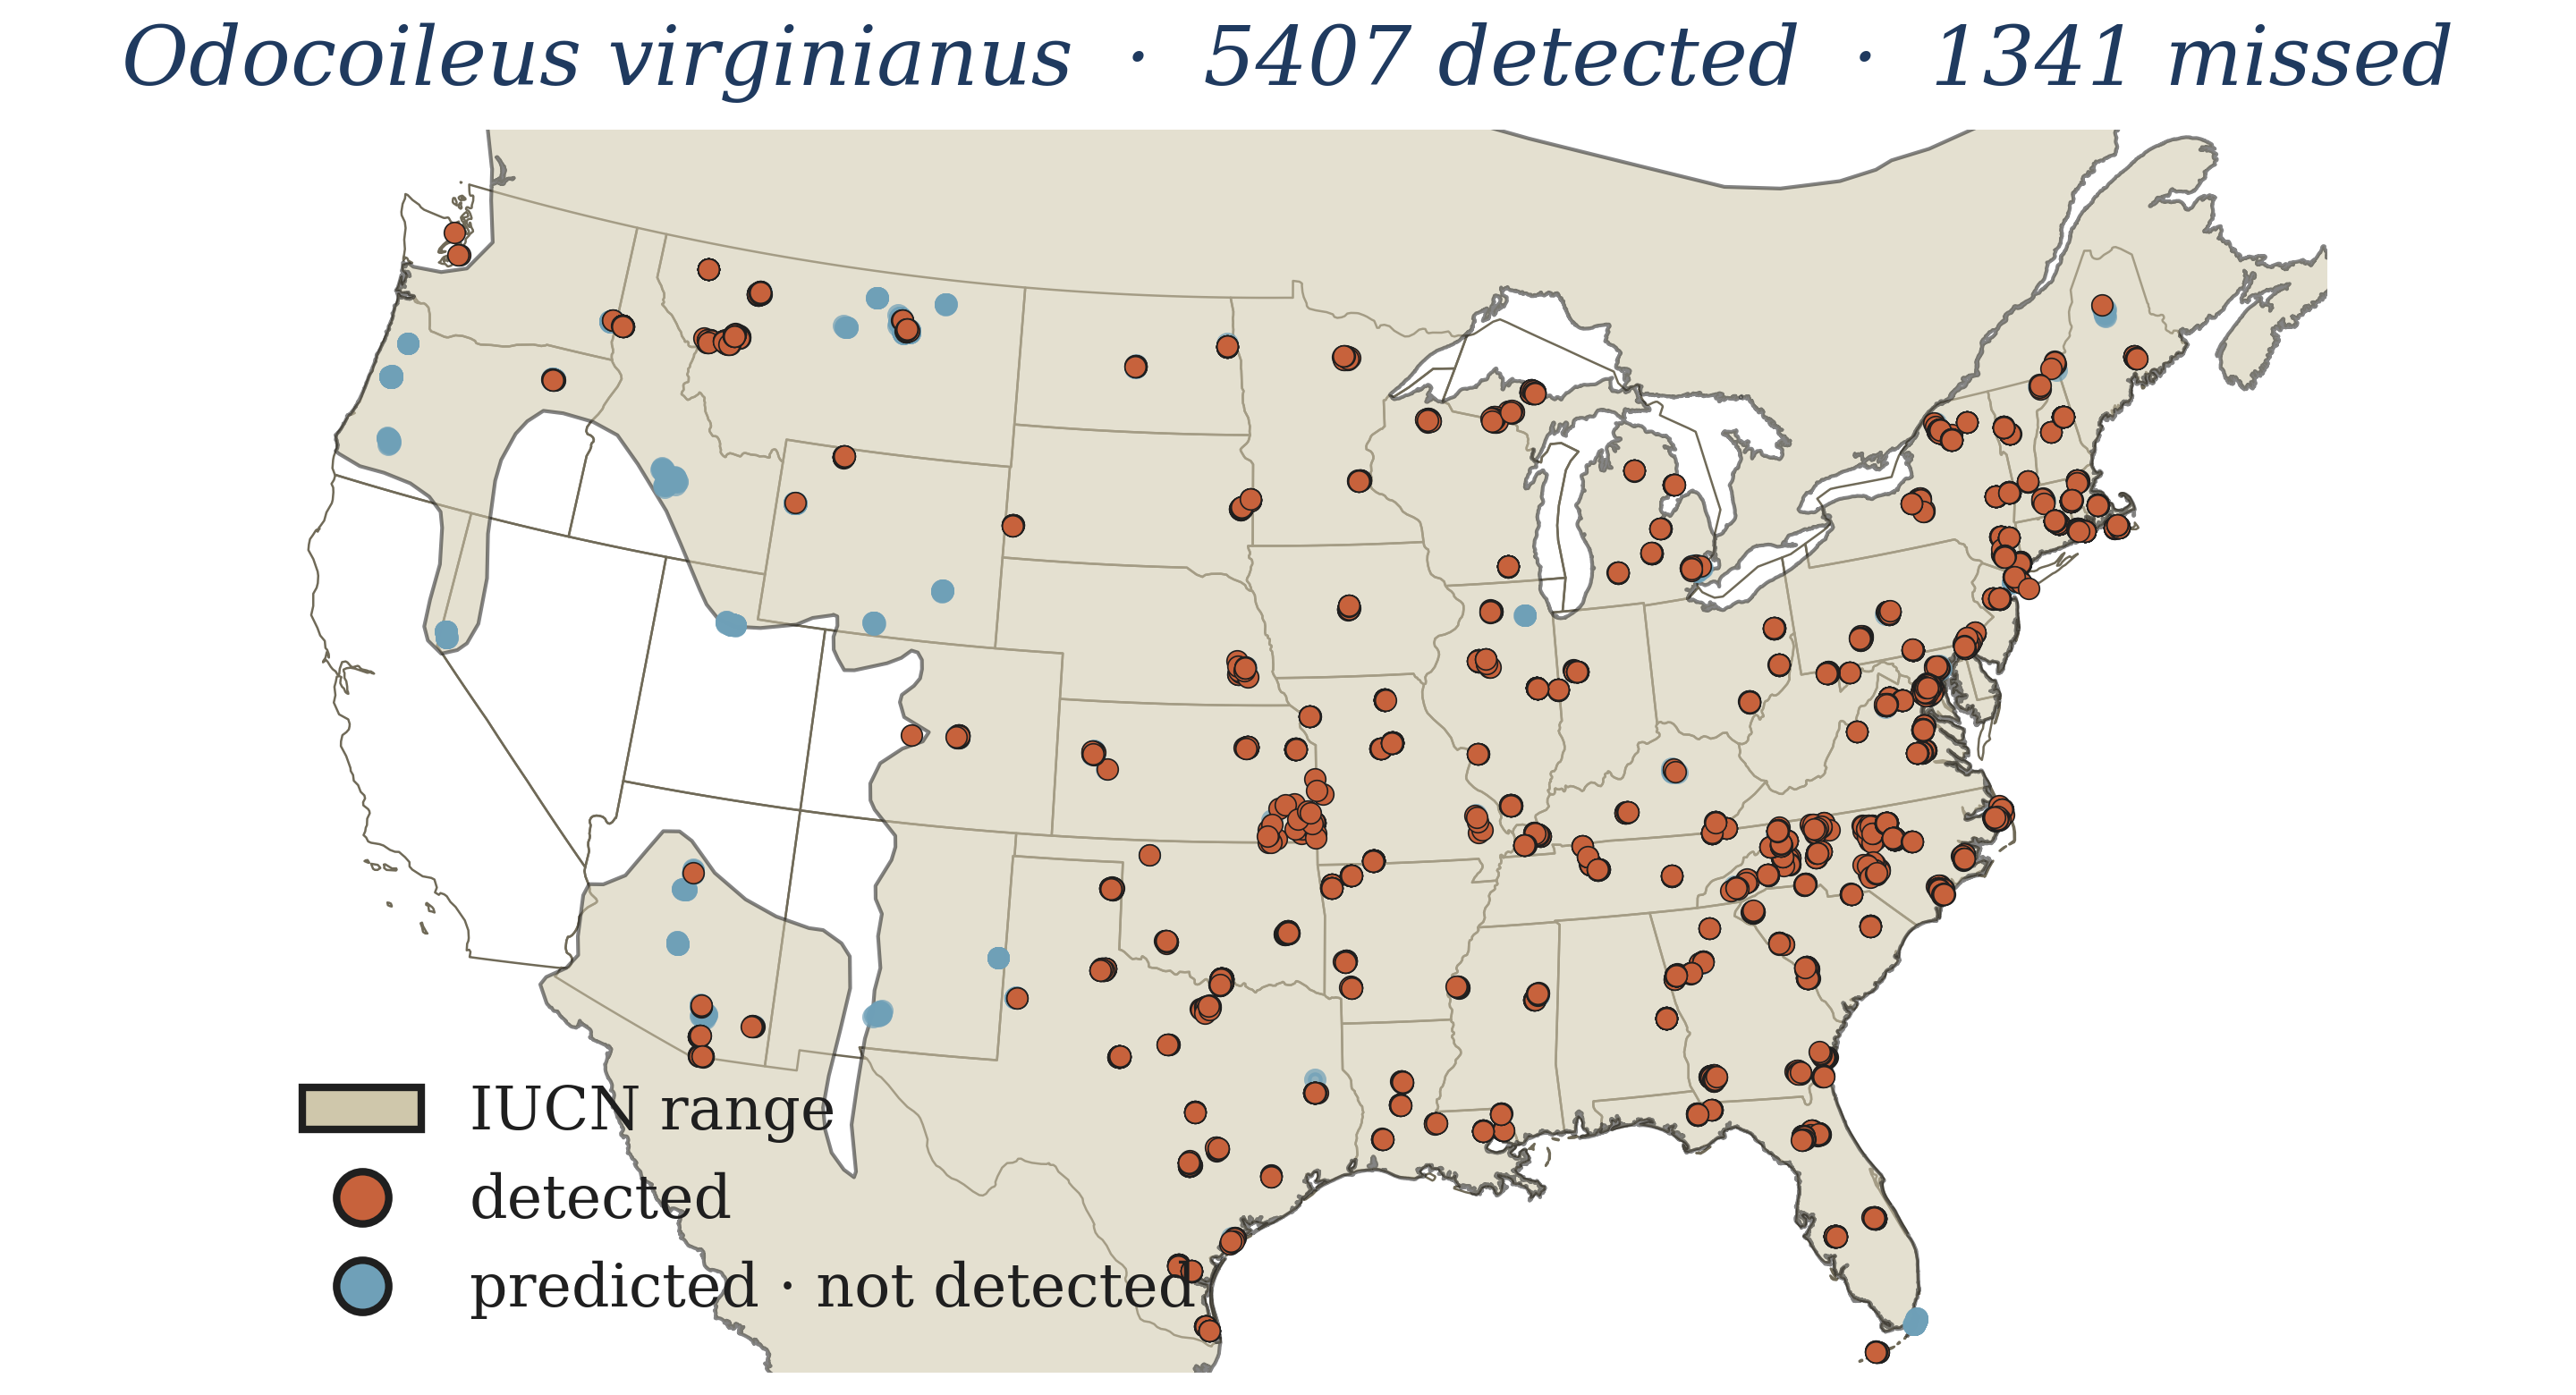 Odocoileus virginianus · 5407 detected · 1341 missed
IUCN range
detected
predicted · not detected